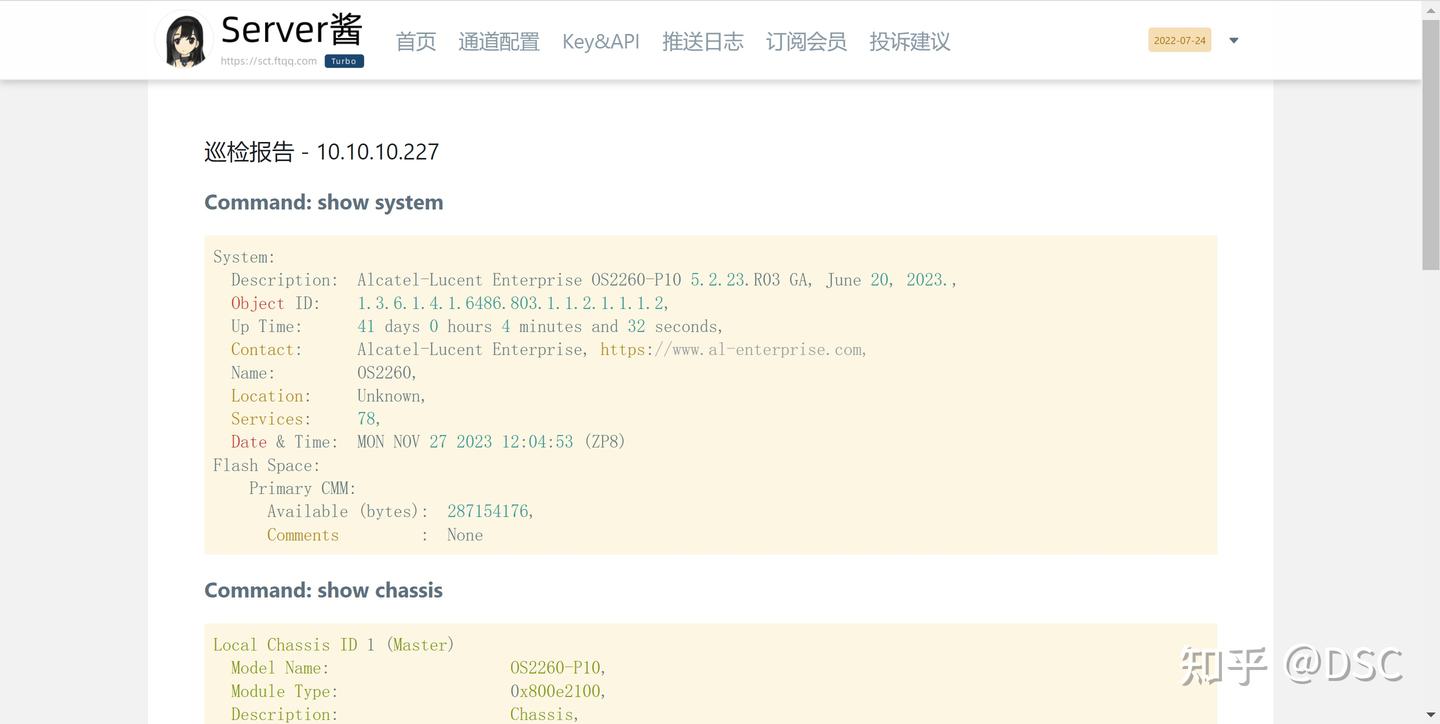 Server酱
https://sct.ftqq.com Turbo
首页 通道配置 Key&API 推送日志 订阅会员 投诉建议
2022-07-24
巡检报告 - 10.10.10.227
Command: show system
System:
Description: Alcatel-Lucent Enterprise OS2260-P10 5.2.23.R03 GA, June 20, 2023.,
Object ID: 1.3.6.1.4.1.6486.803.1.1.2.1.1.1.2,
Up Time: 41 days 0 hours 4 minutes and 32 seconds,
Contact: Alcatel-Lucent Enterprise, https://www.al-enterprise.com,
Name: OS2260,
Location: Unknown,
Services: 78,
Date & Time: MON NOV 27 2023 12:04:53 (ZP8)
Flash Space:
Primary CMM:
Available (bytes): 287154176,
Comments : None
Command: show chassis
Local Chassis ID 1 (Master)
Model Name: OS2260-P10,
Module Type: 0x800e2100,
Description: Chassis,
知乎 @DSC